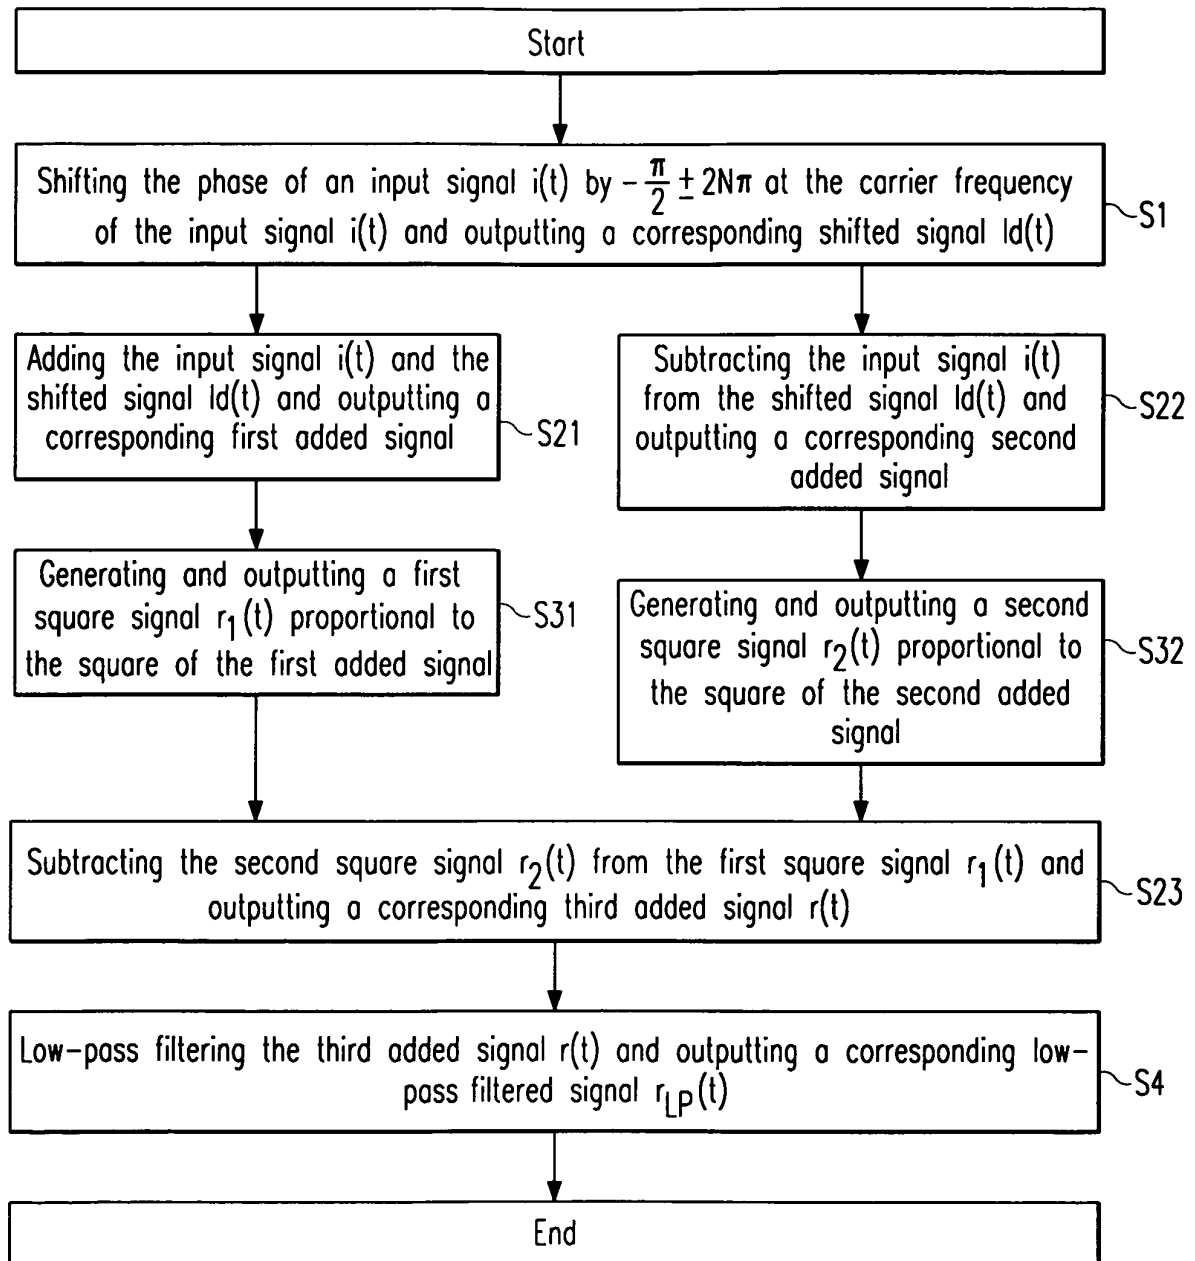 Start
Shifting the phase of an input signal i(t) by -π/2 ± 2Nπ at the carrier frequency
of the input signal i(t) and outputting a corresponding shifted signal ld(t)
S1
Adding the input signal i(t) and the
shifted signal ld(t) and outputting a
corresponding first added signal
S21
Subtracting the input signal i(t)
from the shifted signal ld(t) and
outputting a corresponding second
added signal
S22
Generating and outputting a first
square signal r₁(t) proportional to
the square of the first added signal
S31
Generating and outputting a second
square signal r₂(t) proportional to
the square of the second added
signal
S32
Subtracting the second square signal r₂(t) from the first square signal r₁(t) and
outputting a corresponding third added signal r(t)
S23
Low-pass filtering the third added signal r(t) and outputting a corresponding low-
pass filtered signal r_LP(t)
S4
End